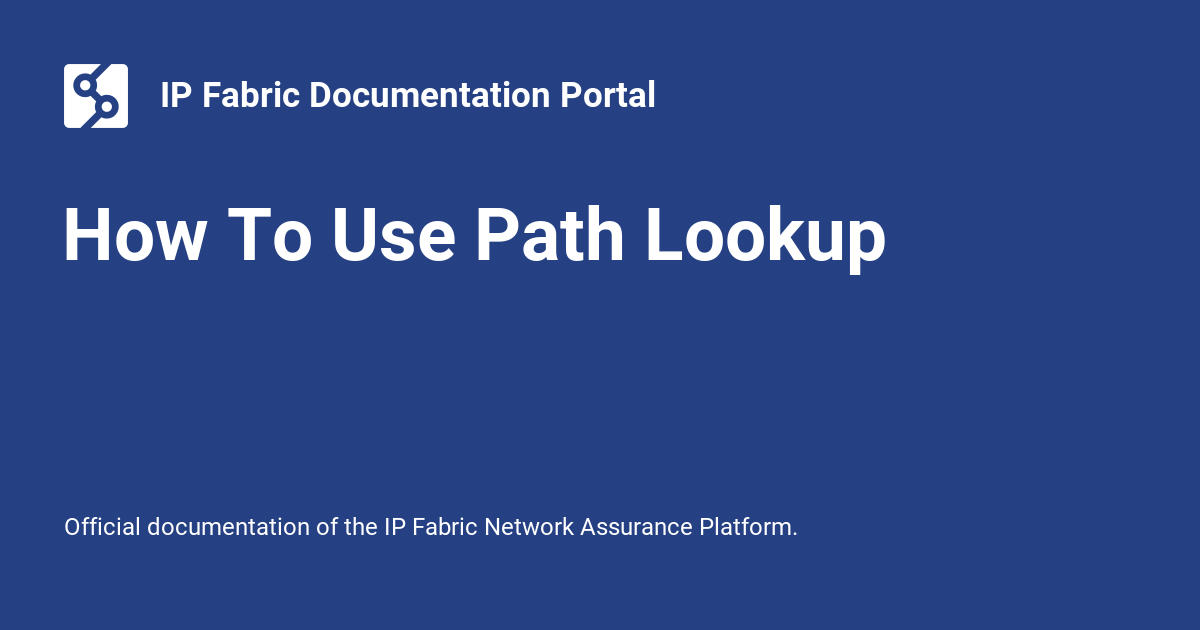 IP Fabric Documentation Portal
How To Use Path Lookup
Official documentation of the IP Fabric Network Assurance Platform.